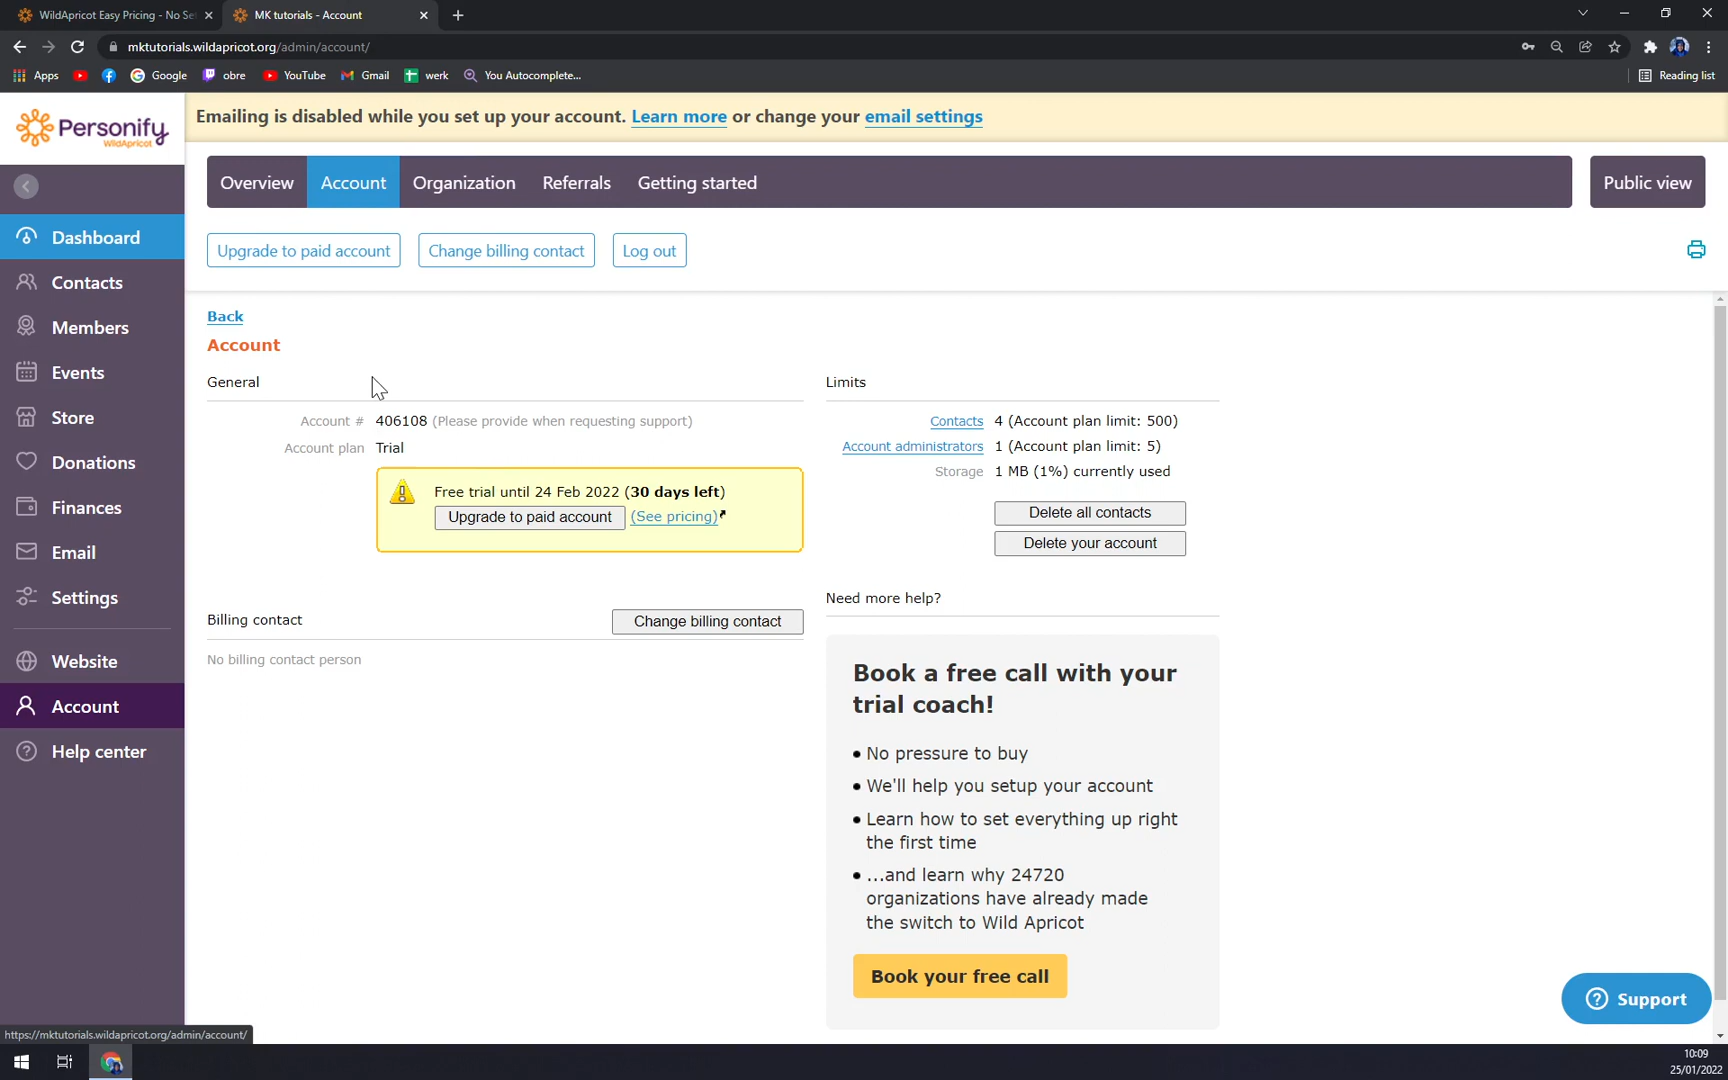 WildApricot Easy Pricing - No Se
MK tutorials - Account
mktutorials.wildapricot.org/admin/account/
Apps
Google
obre
YouTube
Gmail
werk
You Autocomplete...
Reading list
Personify
WildApricot
Emailing is disabled while you set up your account. Learn more or change your email settings
Overview
Account
Organization
Referrals
Getting started
Public view
Upgrade to paid account
Change billing contact
Log out
Dashboard
Contacts
Members
Events
Store
Donations
Finances
Email
Settings
Website
Account
Help center
Back
Account
General
Account # 406108 (Please provide when requesting support)
Account plan Trial
Free trial until 24 Feb 2022 (30 days left)
Upgrade to paid account (See pricing)
Billing contact
Change billing contact
No billing contact person
Limits
Contacts 4 (Account plan limit: 500)
Account administrators 1 (Account plan limit: 5)
Storage 1 MB (1%) currently used
Delete all contacts
Delete your account
Need more help?
Book a free call with your
trial coach!
• No pressure to buy
• We'll help you setup your account
• Learn how to set everything up right
the first time
• ...and learn why 24720
organizations have already made
the switch to Wild Apricot
Book your free call
Support
https://mktutorials.wildapricot.org/admin/account/
10:09
25/01/2022